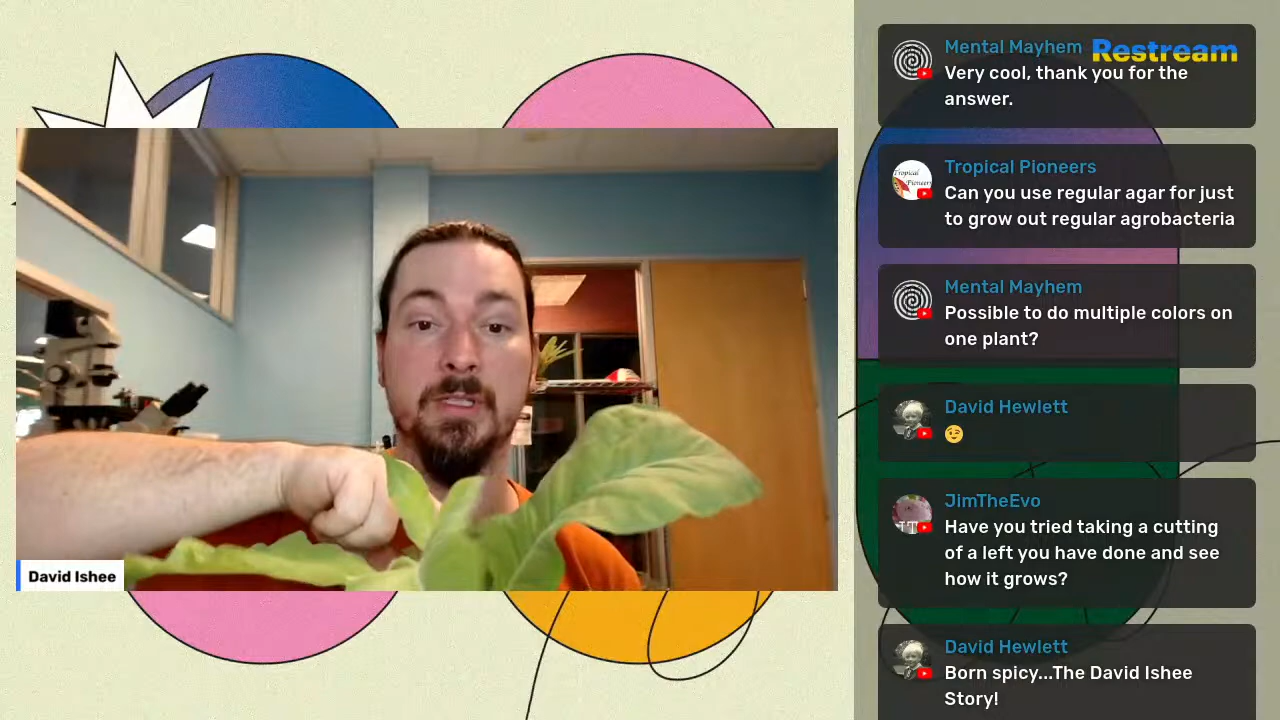 Mental Mayhem
Restream
Very cool, thank you for the
answer.
Tropical Pioneers
Can you use regular agar for just
to grow out regular agrobacteria
Mental Mayhem
Possible to do multiple colors on
one plant?
David Hewlett
😉
JimTheEvo
Have you tried taking a cutting
of a left you have done and see
how it grows?
David Hewlett
Born spicy...The David Ishee
Story!
David Ishee
Tropical
Pioneers